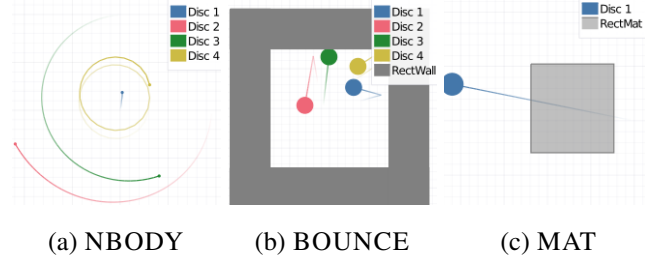 Disc 1
Disc 2
Disc 3
Disc 4
Disc 1
Disc 2
Disc 3
Disc 4
RectWall
Disc 1
RectMat
(a) NBODY
(b) BOUNCE
(c) MAT